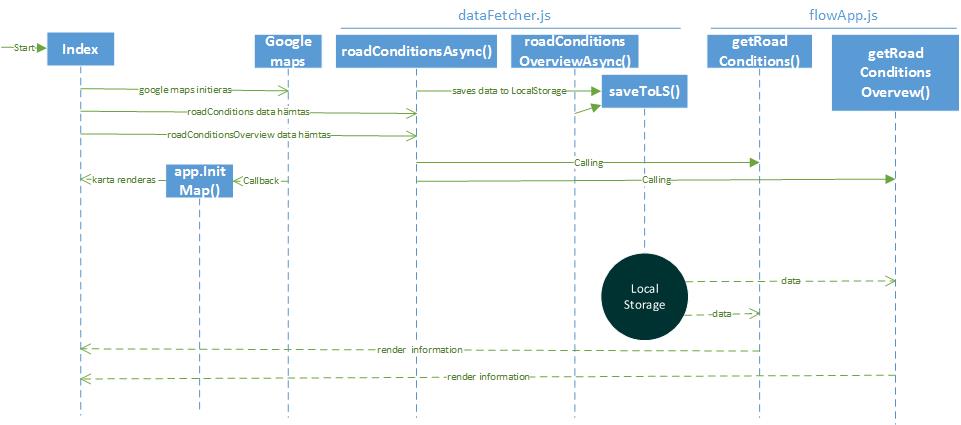 dataFetcher.js
flowApp.js
Start
Index
Google
maps
roadConditionsAsync()
roadConditions
OverviewAsync()
getRoad
Conditions()
getRoad
Conditions
Overvew()
google maps initieras
saves data to LocalStorage
saveToLS()
roadConditions data hämtas
roadConditionsOverview data hämtas
Calling
karta renderas
app.Init
Map()
Callback
Calling
Local
Storage
data
data
render information
render information